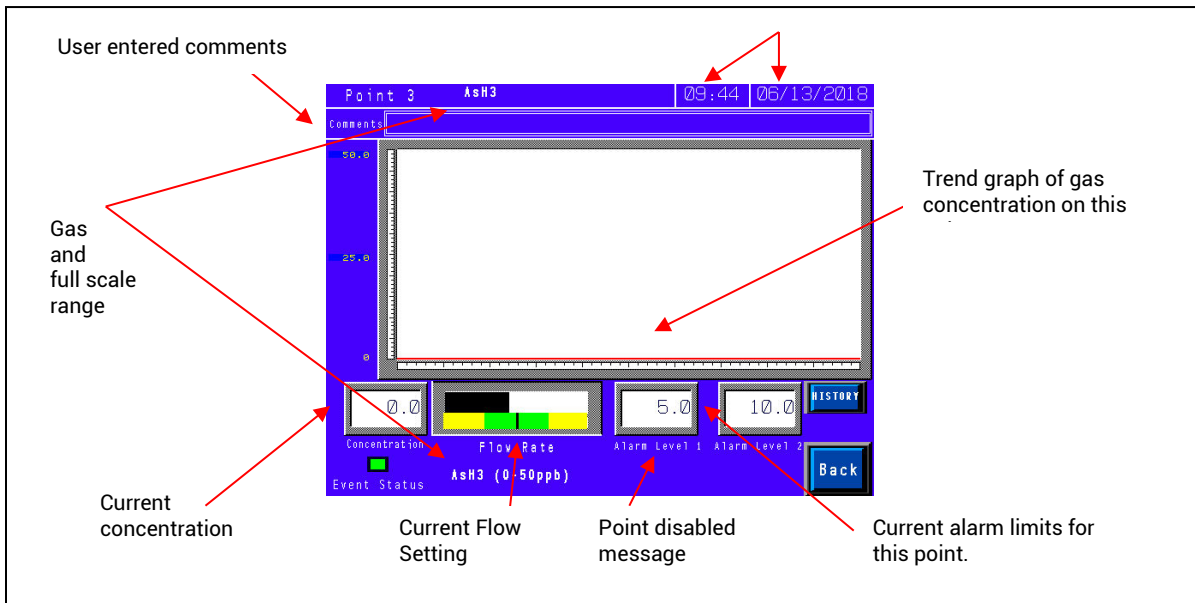 User entered comments
Point 3 AsH3 09:44 06/13/2018
Comments
50.0
Trend graph of gas
concentration on this
Gas
and
full scale
range
25.0
0
0.0
5.0
10.0
HISTORY
Concentration
Flow Rate
Alarm Level 1
Alarm Level 2
Event Status
AsH3 (0-50ppb)
Back
Current
concentration
Current Flow
Setting
Point disabled
message
Current alarm limits for
this point.